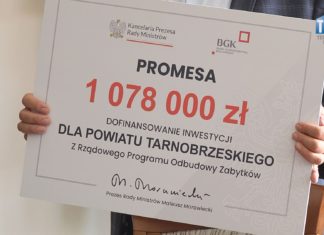 Kancelaria Prezesa
Rady Ministrów
BGK
PROMESA
1 078 000 zł
DOFINANSOWANIE INWESTYCJI
DLA POWIATU TARNOBRZESKIEGO
Z Rządowego Programu Odbudowy Zabytków
Prezes Rady Ministrów Mateusz Morawiecki